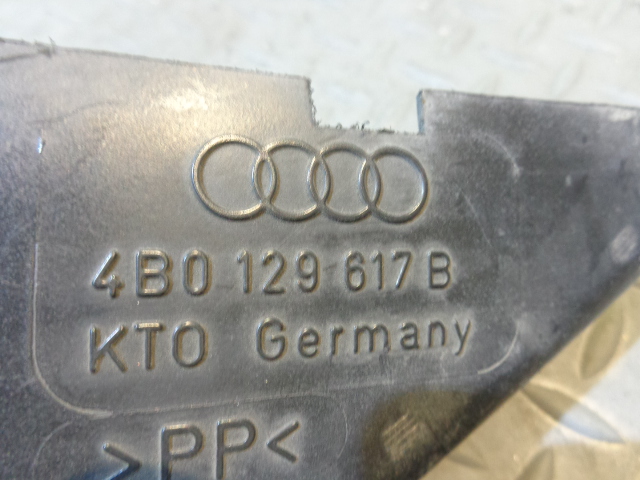 4B0 129 617 B
KTO Germany
>PP<